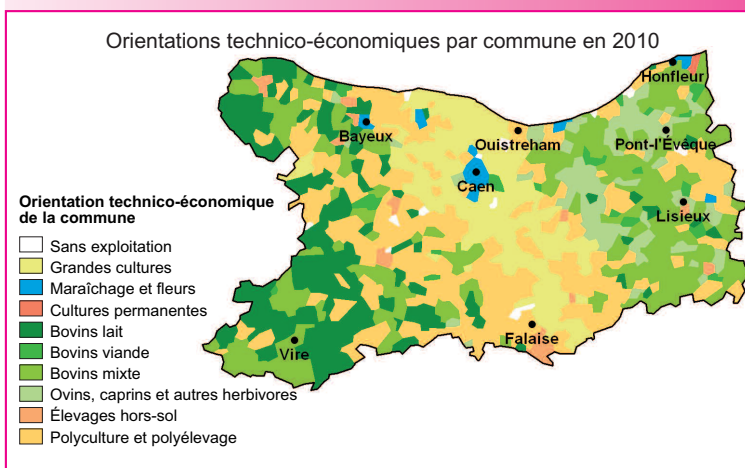 Orientations technico-économiques par commune en 2010
Honfleur
Bayeux
Ouistreham
Pont-l'Évêque
Caen
Lisieux
Orientation technico-économique
de la commune
Sans exploitation
Grandes cultures
Maraîchage et fleurs
Cultures permanentes
Bovins lait
Bovins viande
Bovins mixte
Ovins, caprins et autres herbivores
Élevages hors-sol
Polyculture et polyélevage
Vire
Falaise